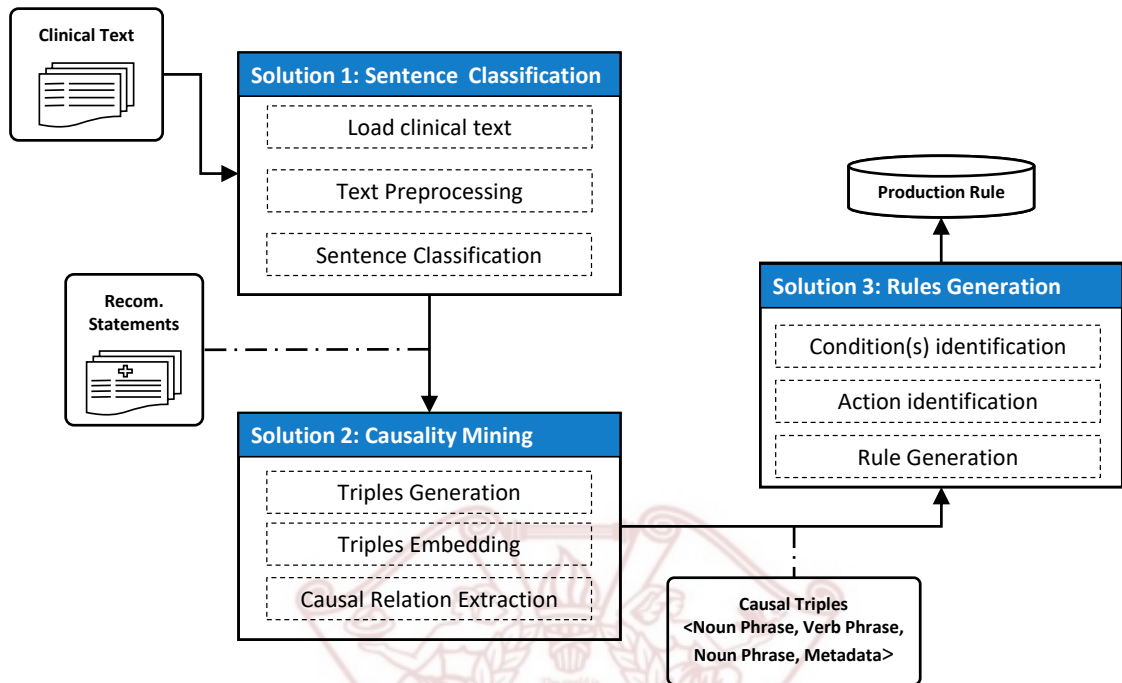 Clinical Text
Solution 1: Sentence Classification
Load clinical text
Text Preprocessing
Sentence Classification
Recom.
Statements
Solution 2: Causality Mining
Triples Generation
Triples Embedding
Causal Relation Extraction
Causal Triples
<Noun Phrase, Verb Phrase,
Noun Phrase, Metadata>
Production Rule
Solution 3: Rules Generation
Condition(s) identification
Action identification
Rule Generation